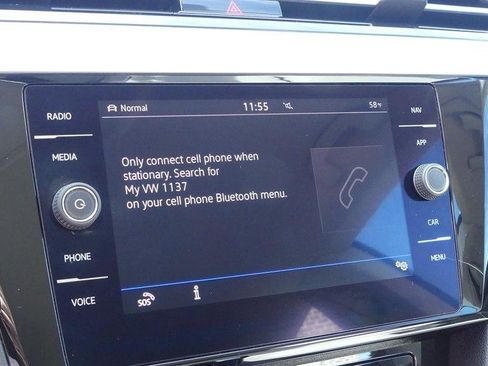 RADIO
MEDIA
PHONE
VOICE
Normal
11:55
58°F
Only connect cell phone when
stationary. Search for
My VW 1137
on your cell phone Bluetooth menu.
SOS
i
NAV
APP
CAR
MENU